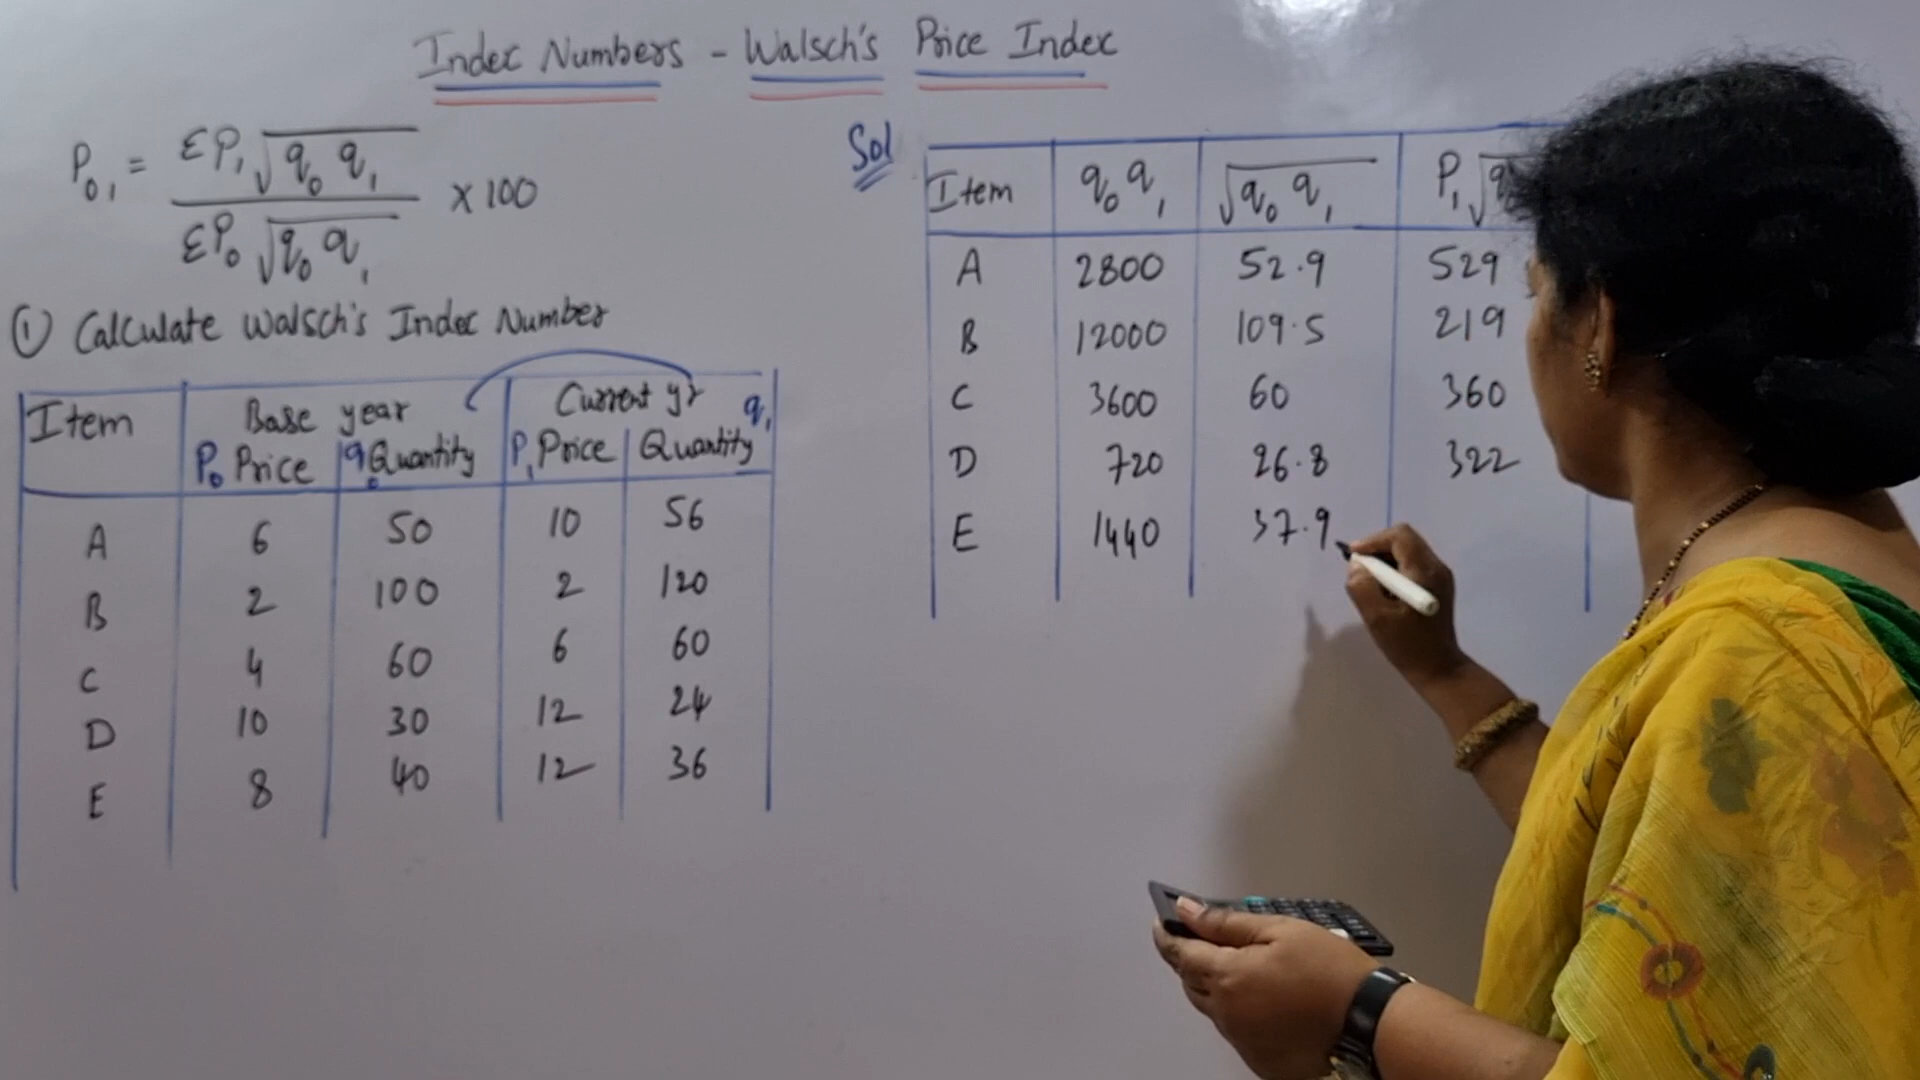 Index Numbers - Walsch's Price Index
P₀₁ = ΣP₁√q₀q₁ / ΣP₀√q₀q₁ × 100
① Calculate Walsch's Index Number
Item Base year Current yr q₁
P₀ Price q₀ Quantity P₁ Price Quantity
A 6 50 10 56
B 2 100 2 120
C 4 60 6 60
D 10 30 12 24
E 8 40 12 36
Sol
Item q₀q₁ √q₀q₁ P₁√q
A 2800 52.9 529
B 12000 109.5 219
C 3600 60 360
D 720 26.8 322
E 1440 37.9